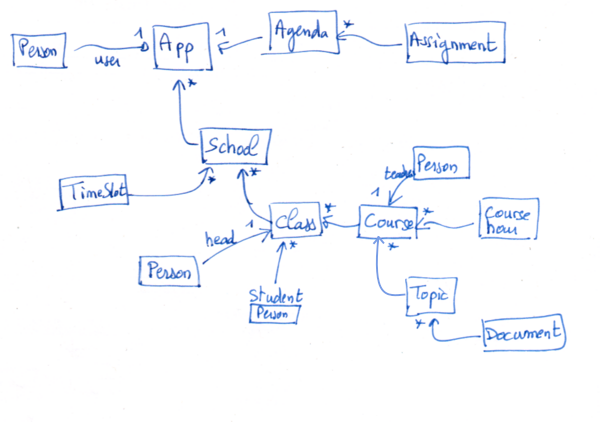 Person
user
1
App
1
Agenda
*
Assignment
*
School
*
*
TimeSlot
teacher
Person
1
*
Course
*
Course
hour
head
1
Class
*
*
Person
Student
Person
Topic
*
Document